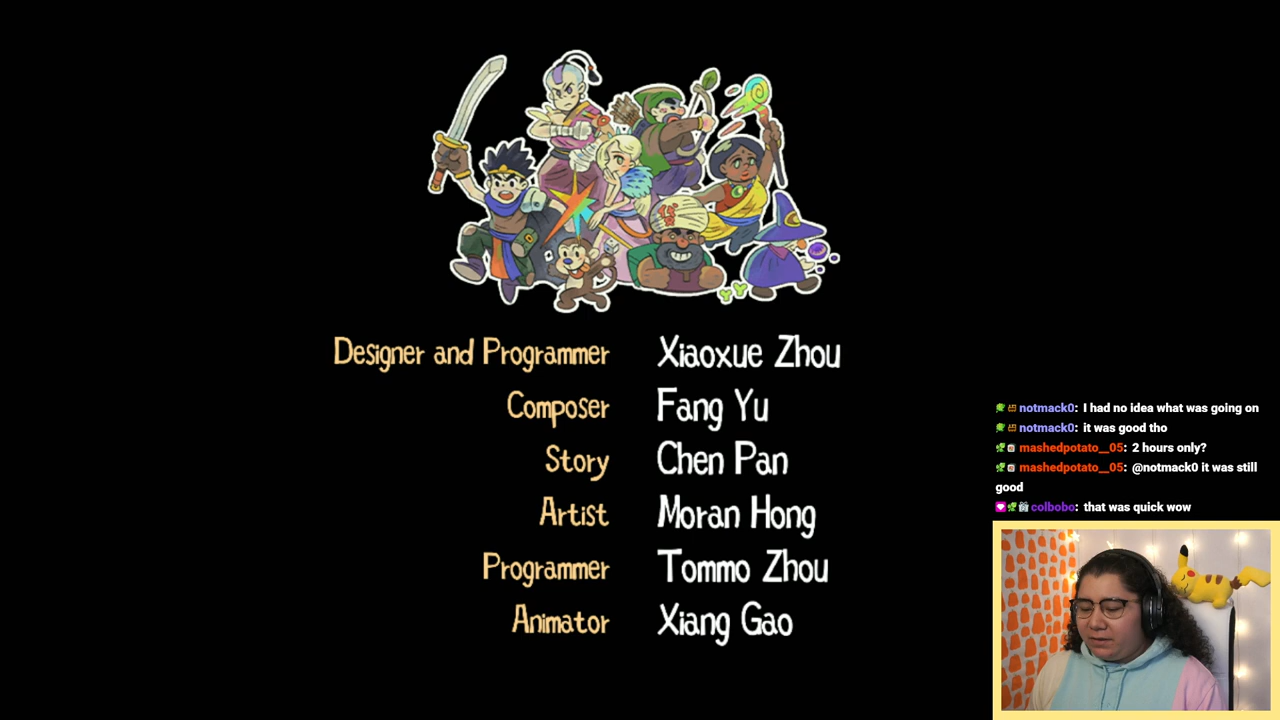 Designer and Programmer Xiaoxue Zhou
Composer Fang Yu
Story Chen Pan
Artist Moran Hong
Programmer Tommo Zhou
Animator Xiang Gao
notmack0: I had no idea what was going on
notmack0: it was good tho
mashedpotato__05: 2 hours only?
mashedpotato__05: @notmack0 it was still
good
colbobo: that was quick wow